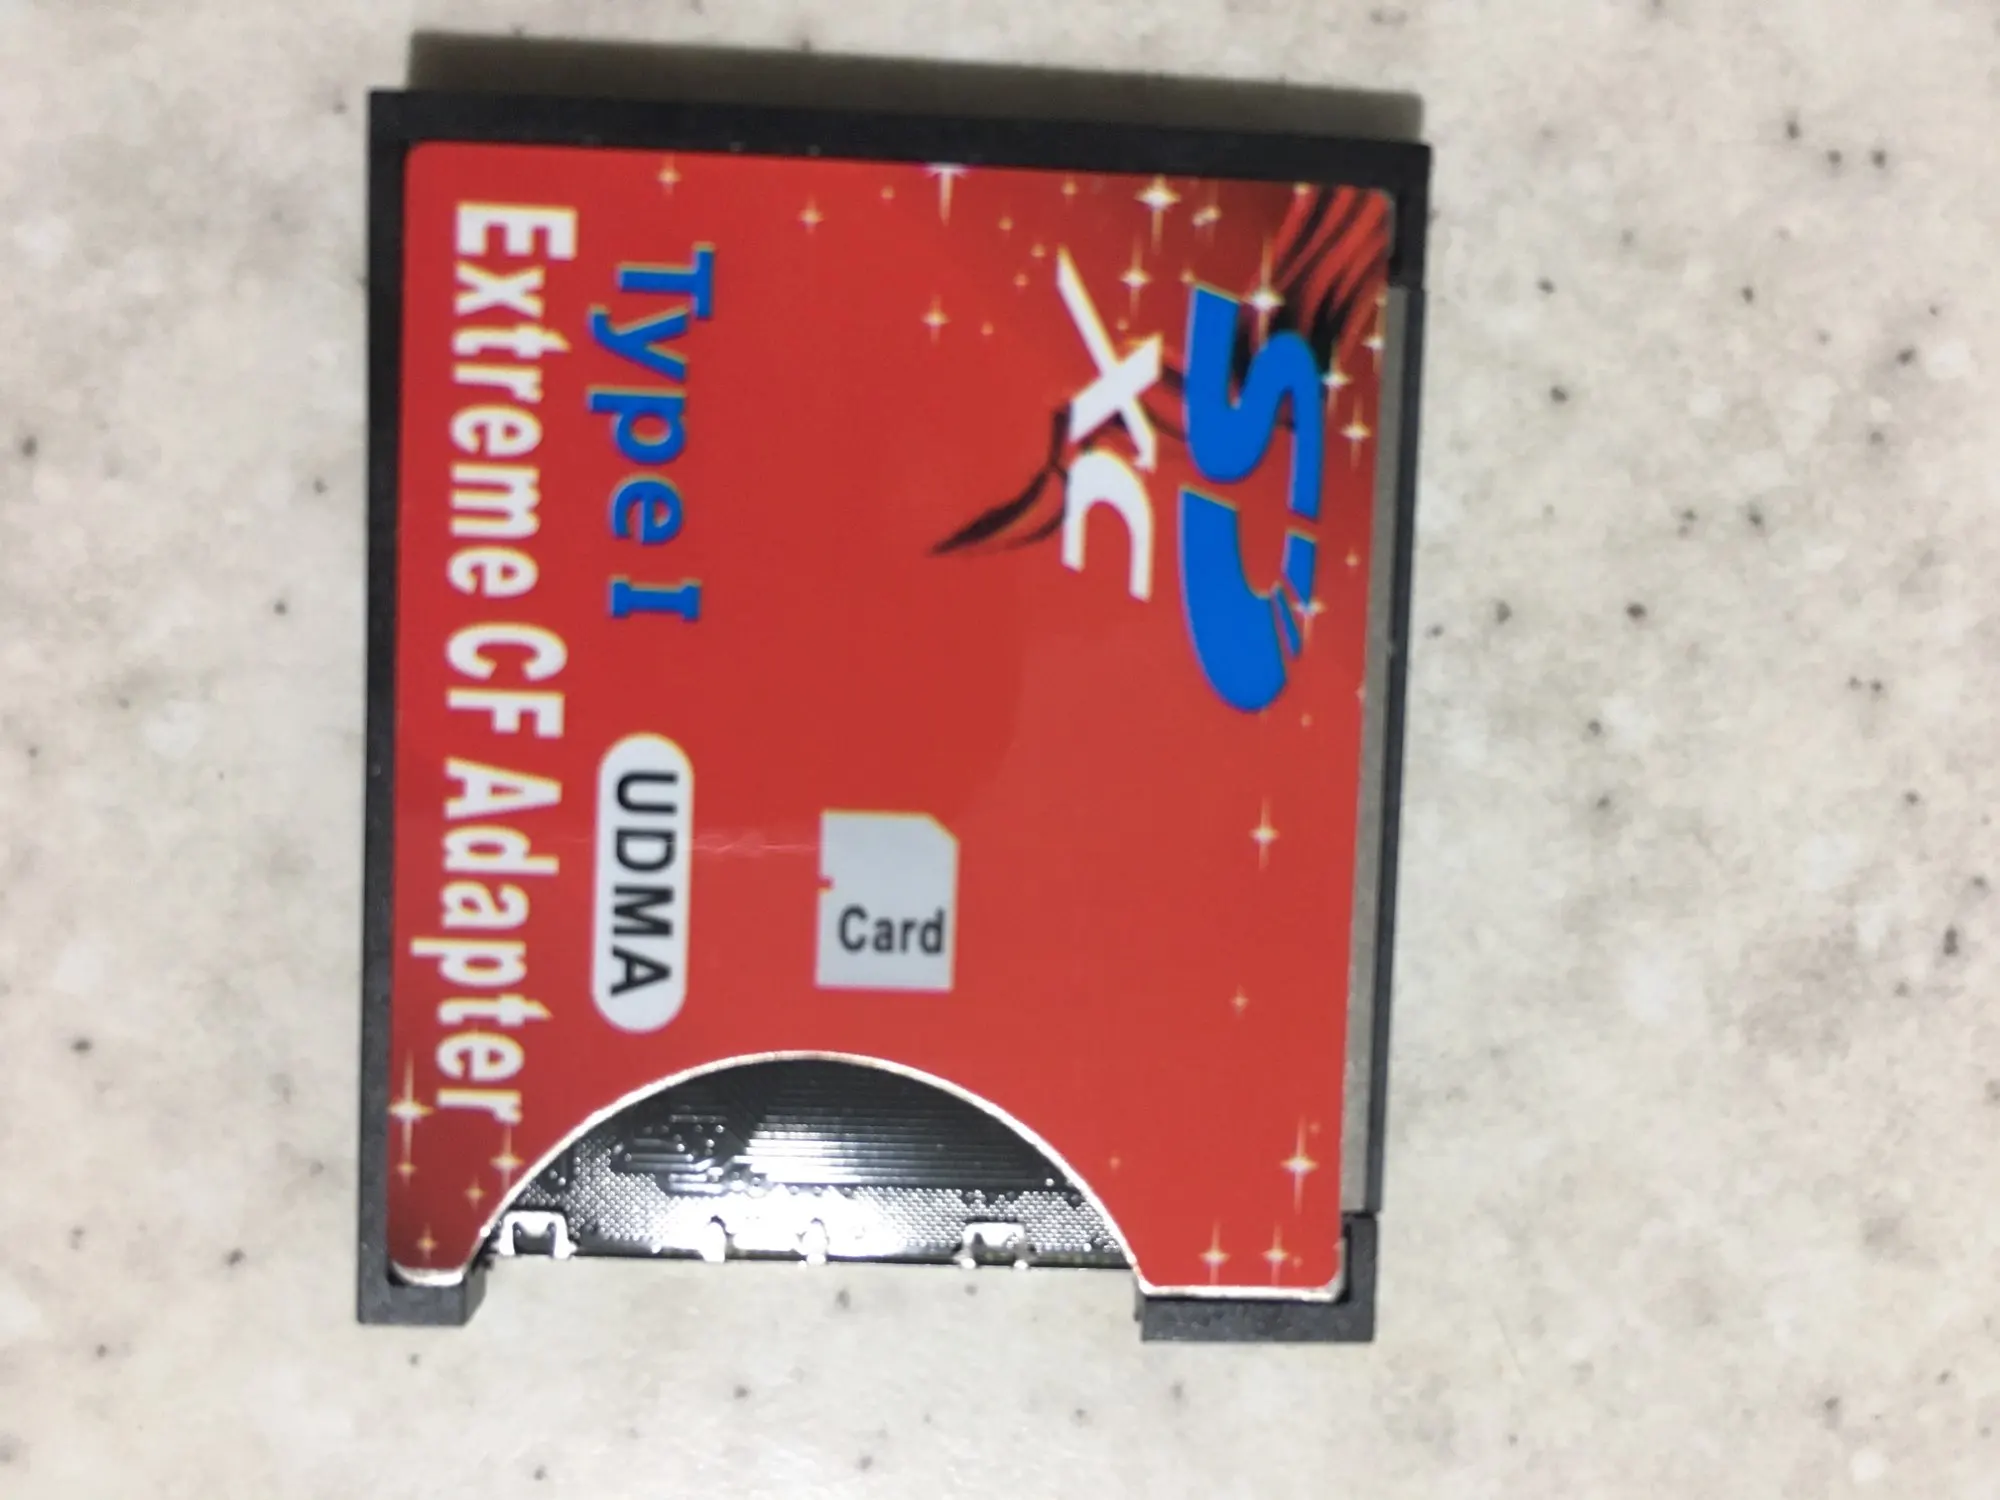 SD
XC
Card
Type I UDMA
Extreme CF Adapter